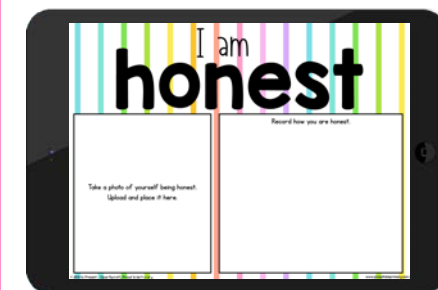 I am
honest
Take a photo of yourself being honest.
Upload and place it here.
Record how you are honest.